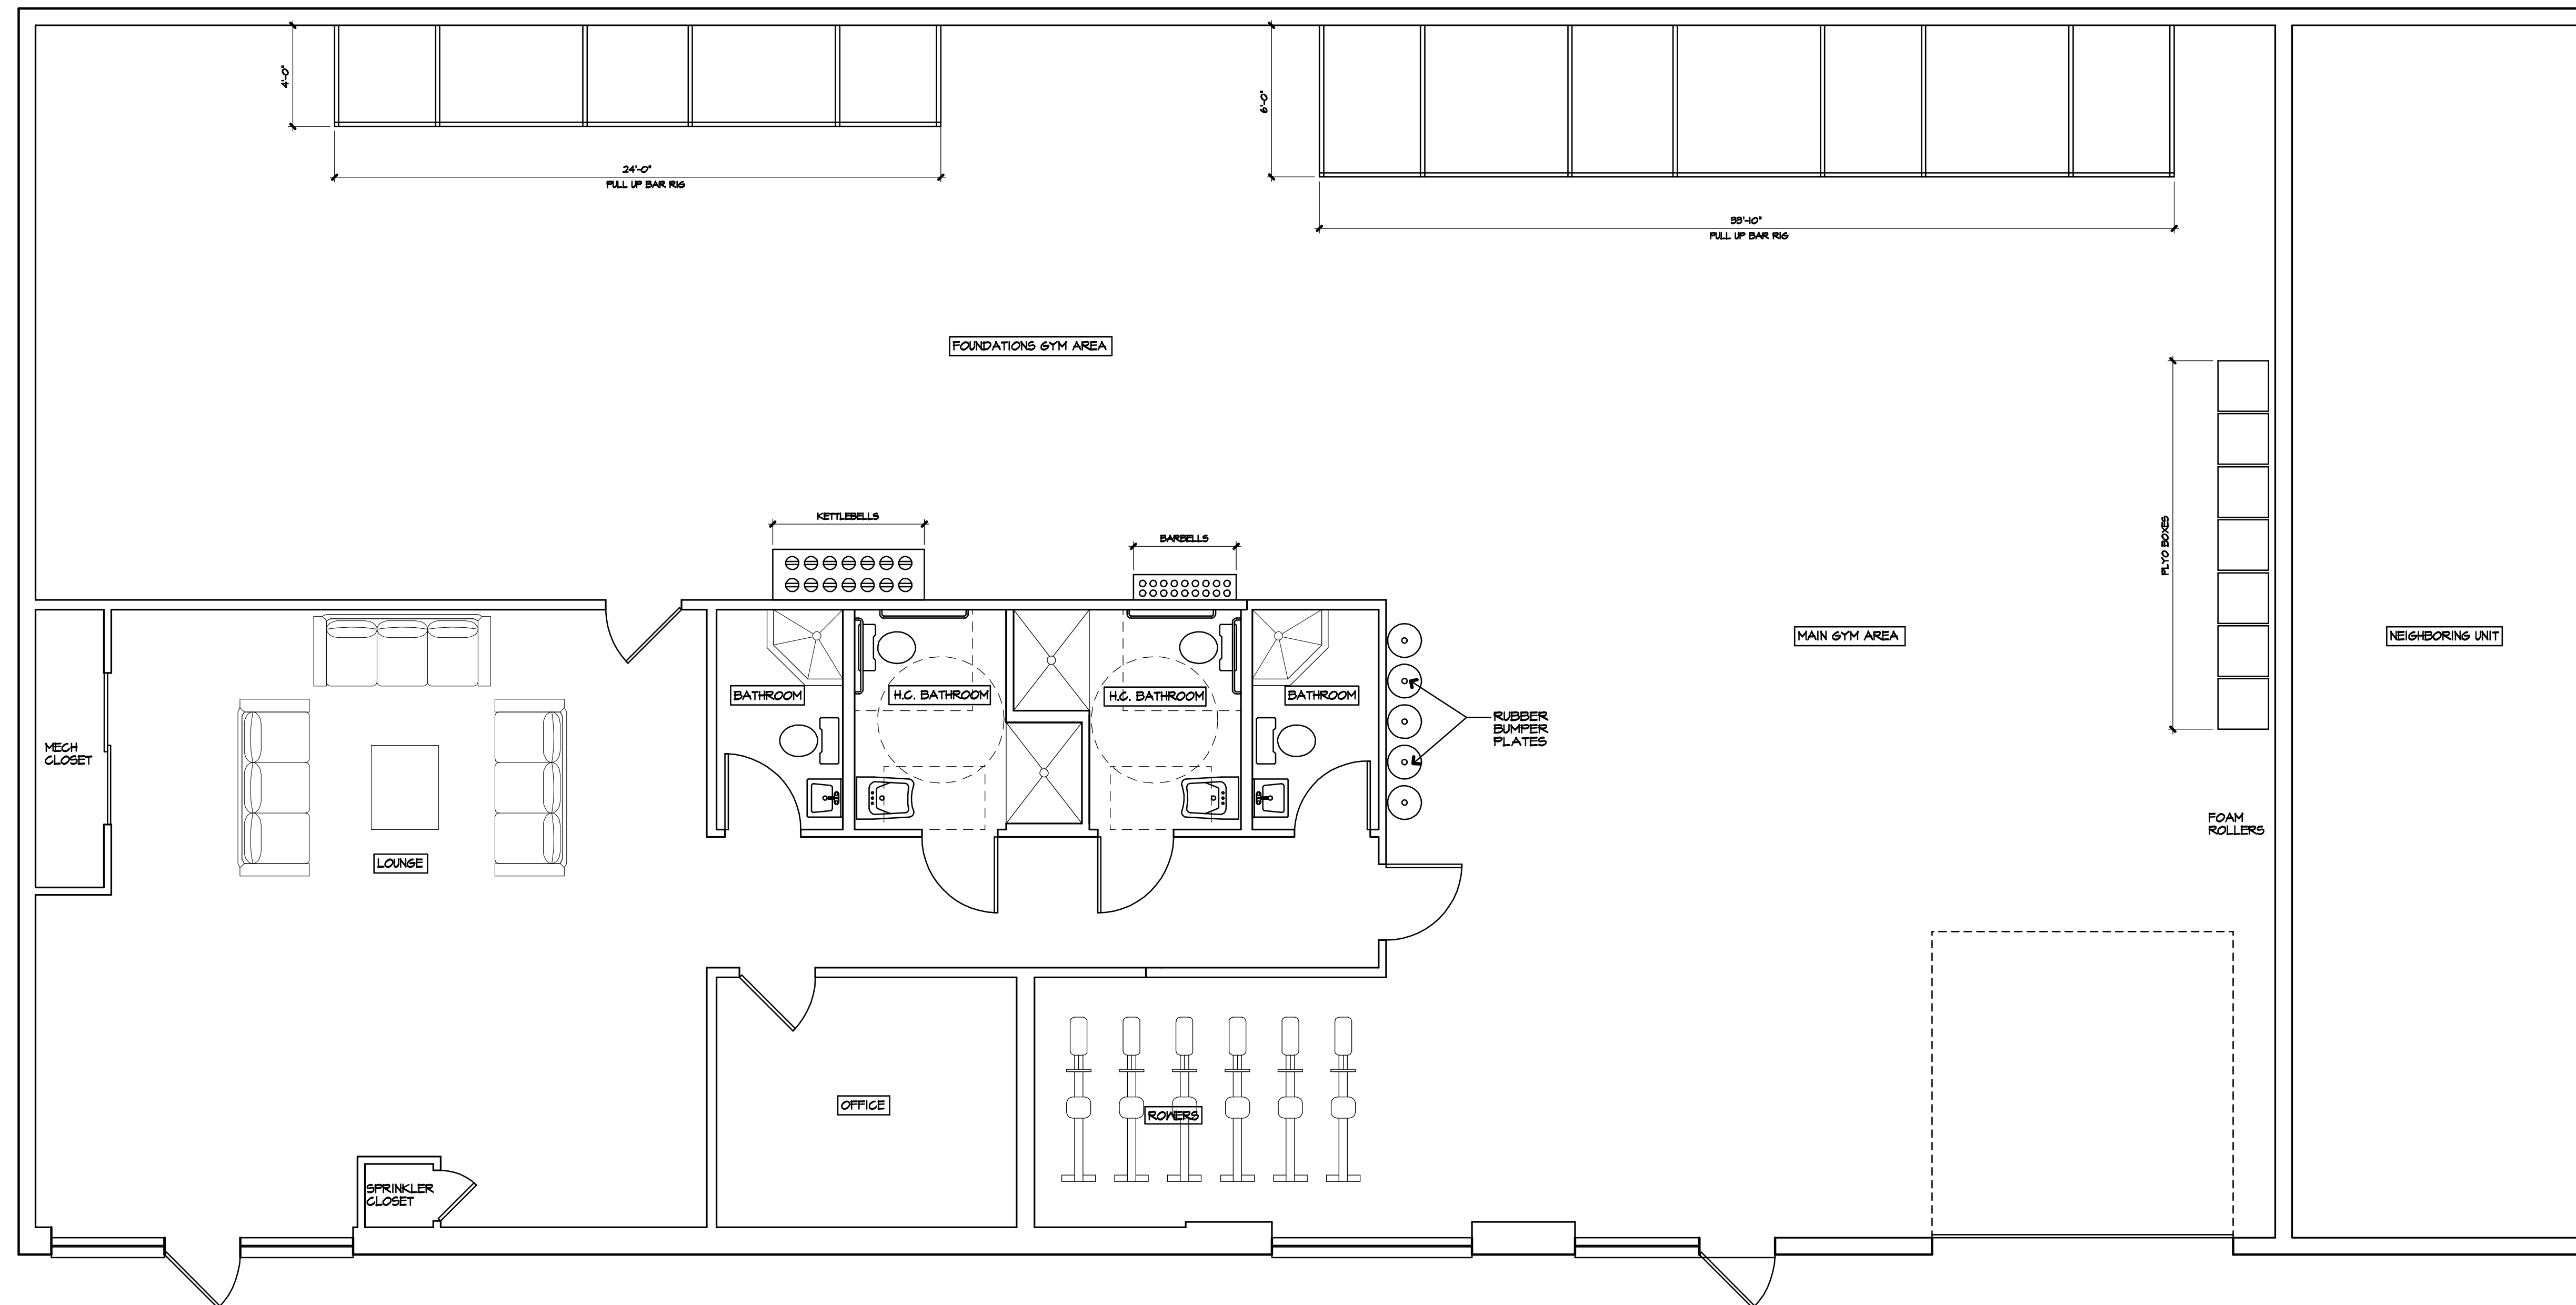 4'-0"
24'-0"
PULL UP BAR RIG
6'-0"
33'-10"
PULL UP BAR RIG
FOUNDATIONS GYM AREA
KETTLEBELLS
BARBELLS
PLYO BOXES
MAIN GYM AREA
NEIGHBORING UNIT
BATHROOM
H.C. BATHROOM
H.C. BATHROOM
BATHROOM
RUBBER
BUMPER
PLATES
MECH
CLOSET
LOUNGE
FOAM
ROLLERS
OFFICE
ROWERS
SPRINKLER
CLOSET